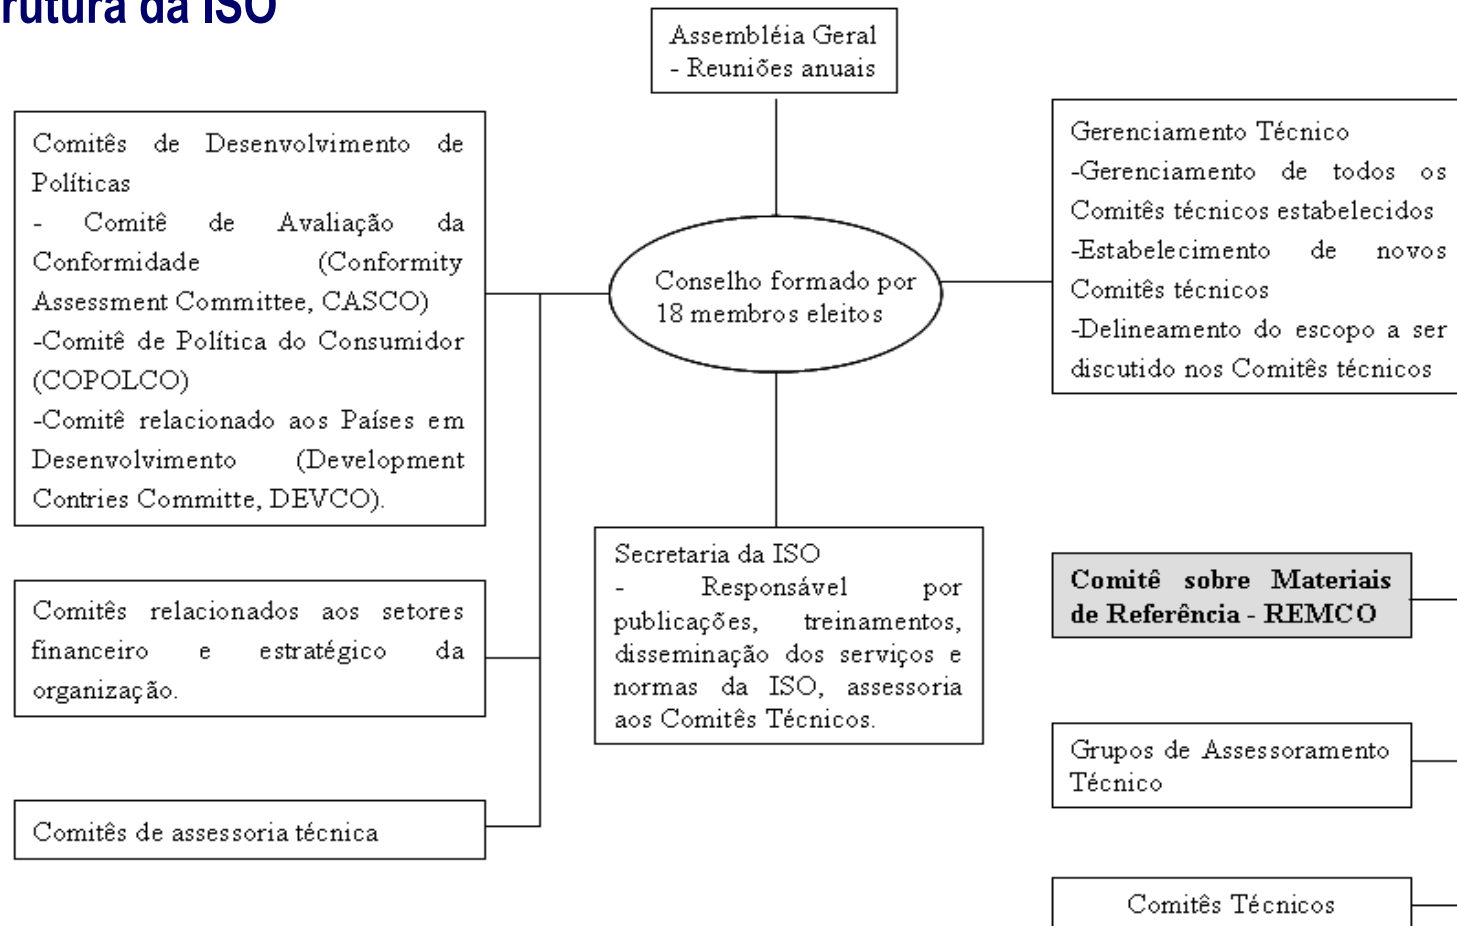 rutura da ISO
Assembléia Geral
- Reuniões anuais
Comitês de Desenvolvimento de
Políticas
- Comitê de Avaliação da
Conformidade (Conformity
Assessment Committee, CASCO)
-Comitê de Política do Consumidor
(COPOLCO)
-Comitê relacionado aos Países em
Desenvolvimento (Development
Contries Committe, DEVCO).
Conselho formado por
18 membros eleitos
Gerenciamento Técnico
-Gerenciamento de todos os
Comitês técnicos estabelecidos
-Estabelecimento de novos
Comitês técnicos
-Delineamento do escopo a ser
discutido nos Comitês técnicos
Comitês relacionados aos setores
financeiro e estratégico da
organização.
Secretaria da ISO
- Responsável por
publicações, treinamentos,
disseminação dos serviços e
normas da ISO, assessoria
aos Comitês Técnicos.
Comitê sobre Materiais
de Referência - REMCO
Grupos de Assessoramento
Técnico
Comitês de assessoria técnica
Comitês Técnicos